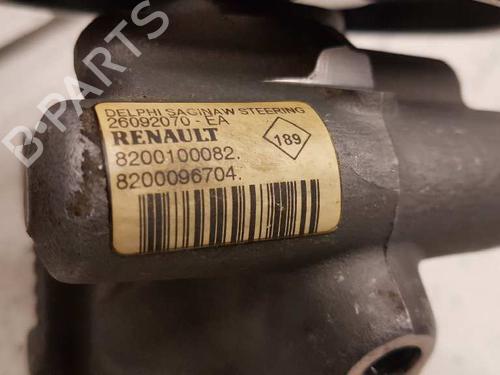 B-PARTS
DELPHI SAGINAW STEERING
26092070 - EA
RENAULT
189
8200100082.
8200096704.